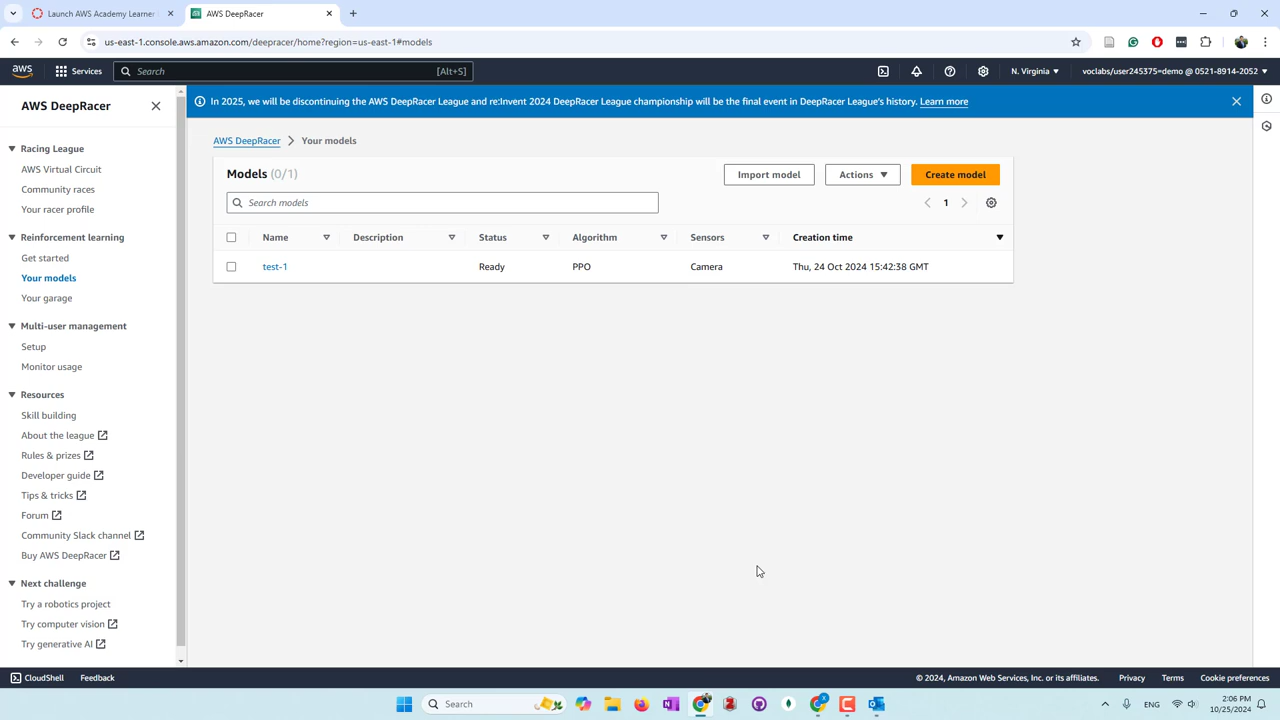 Launch AWS Academy Learner
AWS DeepRacer
us-east-1.console.aws.amazon.com/deepracer/home?region=us-east-1#models
aws
Services
Search
[Alt+S]
N. Virginia
voclabs/user245375=demo @ 0521-8914-2052
AWS DeepRacer
Racing League
AWS Virtual Circuit
Community races
Your racer profile
Reinforcement learning
Get started
Your models
Your garage
Multi-user management
Setup
Monitor usage
Resources
Skill building
About the league
Rules & prizes
Developer guide
Tips & tricks
Forum
Community Slack channel
Buy AWS DeepRacer
Next challenge
Try a robotics project
Try computer vision
Try generative AI
In 2025, we will be discontinuing the AWS DeepRacer League and re:Invent 2024 DeepRacer League championship will be the final event in DeepRacer League's history. Learn more
AWS DeepRacer > Your models
Models (0/1)
Import model
Actions
Create model
Search models
1
Name Description Status Algorithm Sensors Creation time
test-1 Ready PPO Camera Thu, 24 Oct 2024 15:42:38 GMT
CloudShell
Feedback
© 2024, Amazon Web Services, Inc. or its affiliates.
Privacy
Terms
Cookie preferences
Search
ENG
2:06 PM
10/25/2024